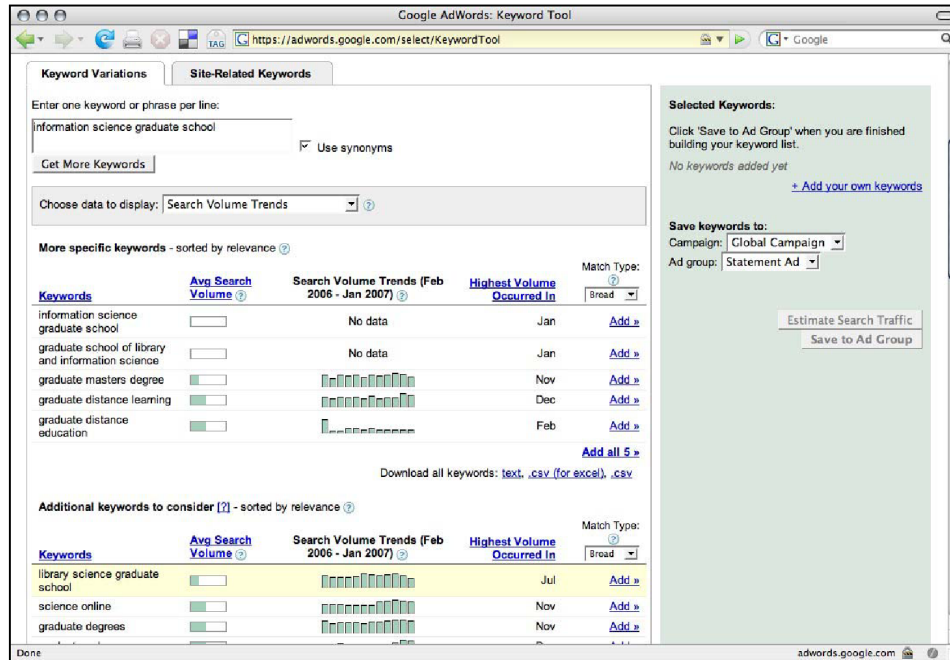 Google AdWords: Keyword Tool
TAG G https://adwords.google.com/select/KeywordTool G Google
Keyword Variations Site-Related Keywords
Enter one keyword or phrase per line:
information science graduate school
Use synonyms
Get More Keywords
Choose data to display: Search Volume Trends ?
More specific keywords - sorted by relevance ?
Keywords
Avg Search
Volume ?
Search Volume Trends (Feb
2006 - Jan 2007) ?
Highest Volume
Occurred In
Match Type:
?
Broad
information science
graduate school
No data Jan Add »
graduate school of library
and information science
No data Jan Add »
graduate masters degree Nov Add »
graduate distance learning Dec Add »
graduate distance
education
Feb Add »
Add all 5 »
Download all keywords: text, .csv (for excel), .csv
Additional keywords to consider [?] - sorted by relevance ?
Keywords
Avg Search
Volume ?
Search Volume Trends (Feb
2006 - Jan 2007) ?
Highest Volume
Occurred In
Match Type:
?
Broad
library science graduate
school
Jul Add »
science online Nov Add »
graduate degrees Nov Add »
Selected Keywords:
Click 'Save to Ad Group' when you are finished
building your keyword list.
No keywords added yet
+ Add your own keywords
Save keywords to:
Campaign: Global Campaign
Ad group: Statement Ad
Estimate Search Traffic
Save to Ad Group
Done adwords.google.com